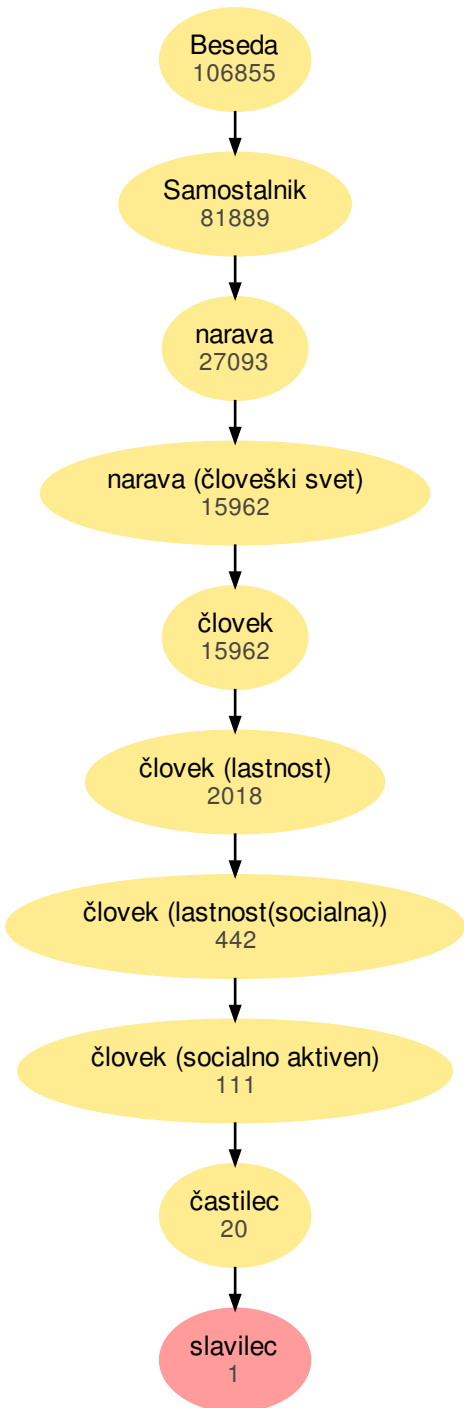 Beseda
106855
Samostalnik
81889
narava
27093
narava (človeški svet)
15962
človek
15962
človek (lastnost)
2018
človek (lastnost(socialna))
442
človek (socialno aktiven)
111
častilec
20
slavilec
1